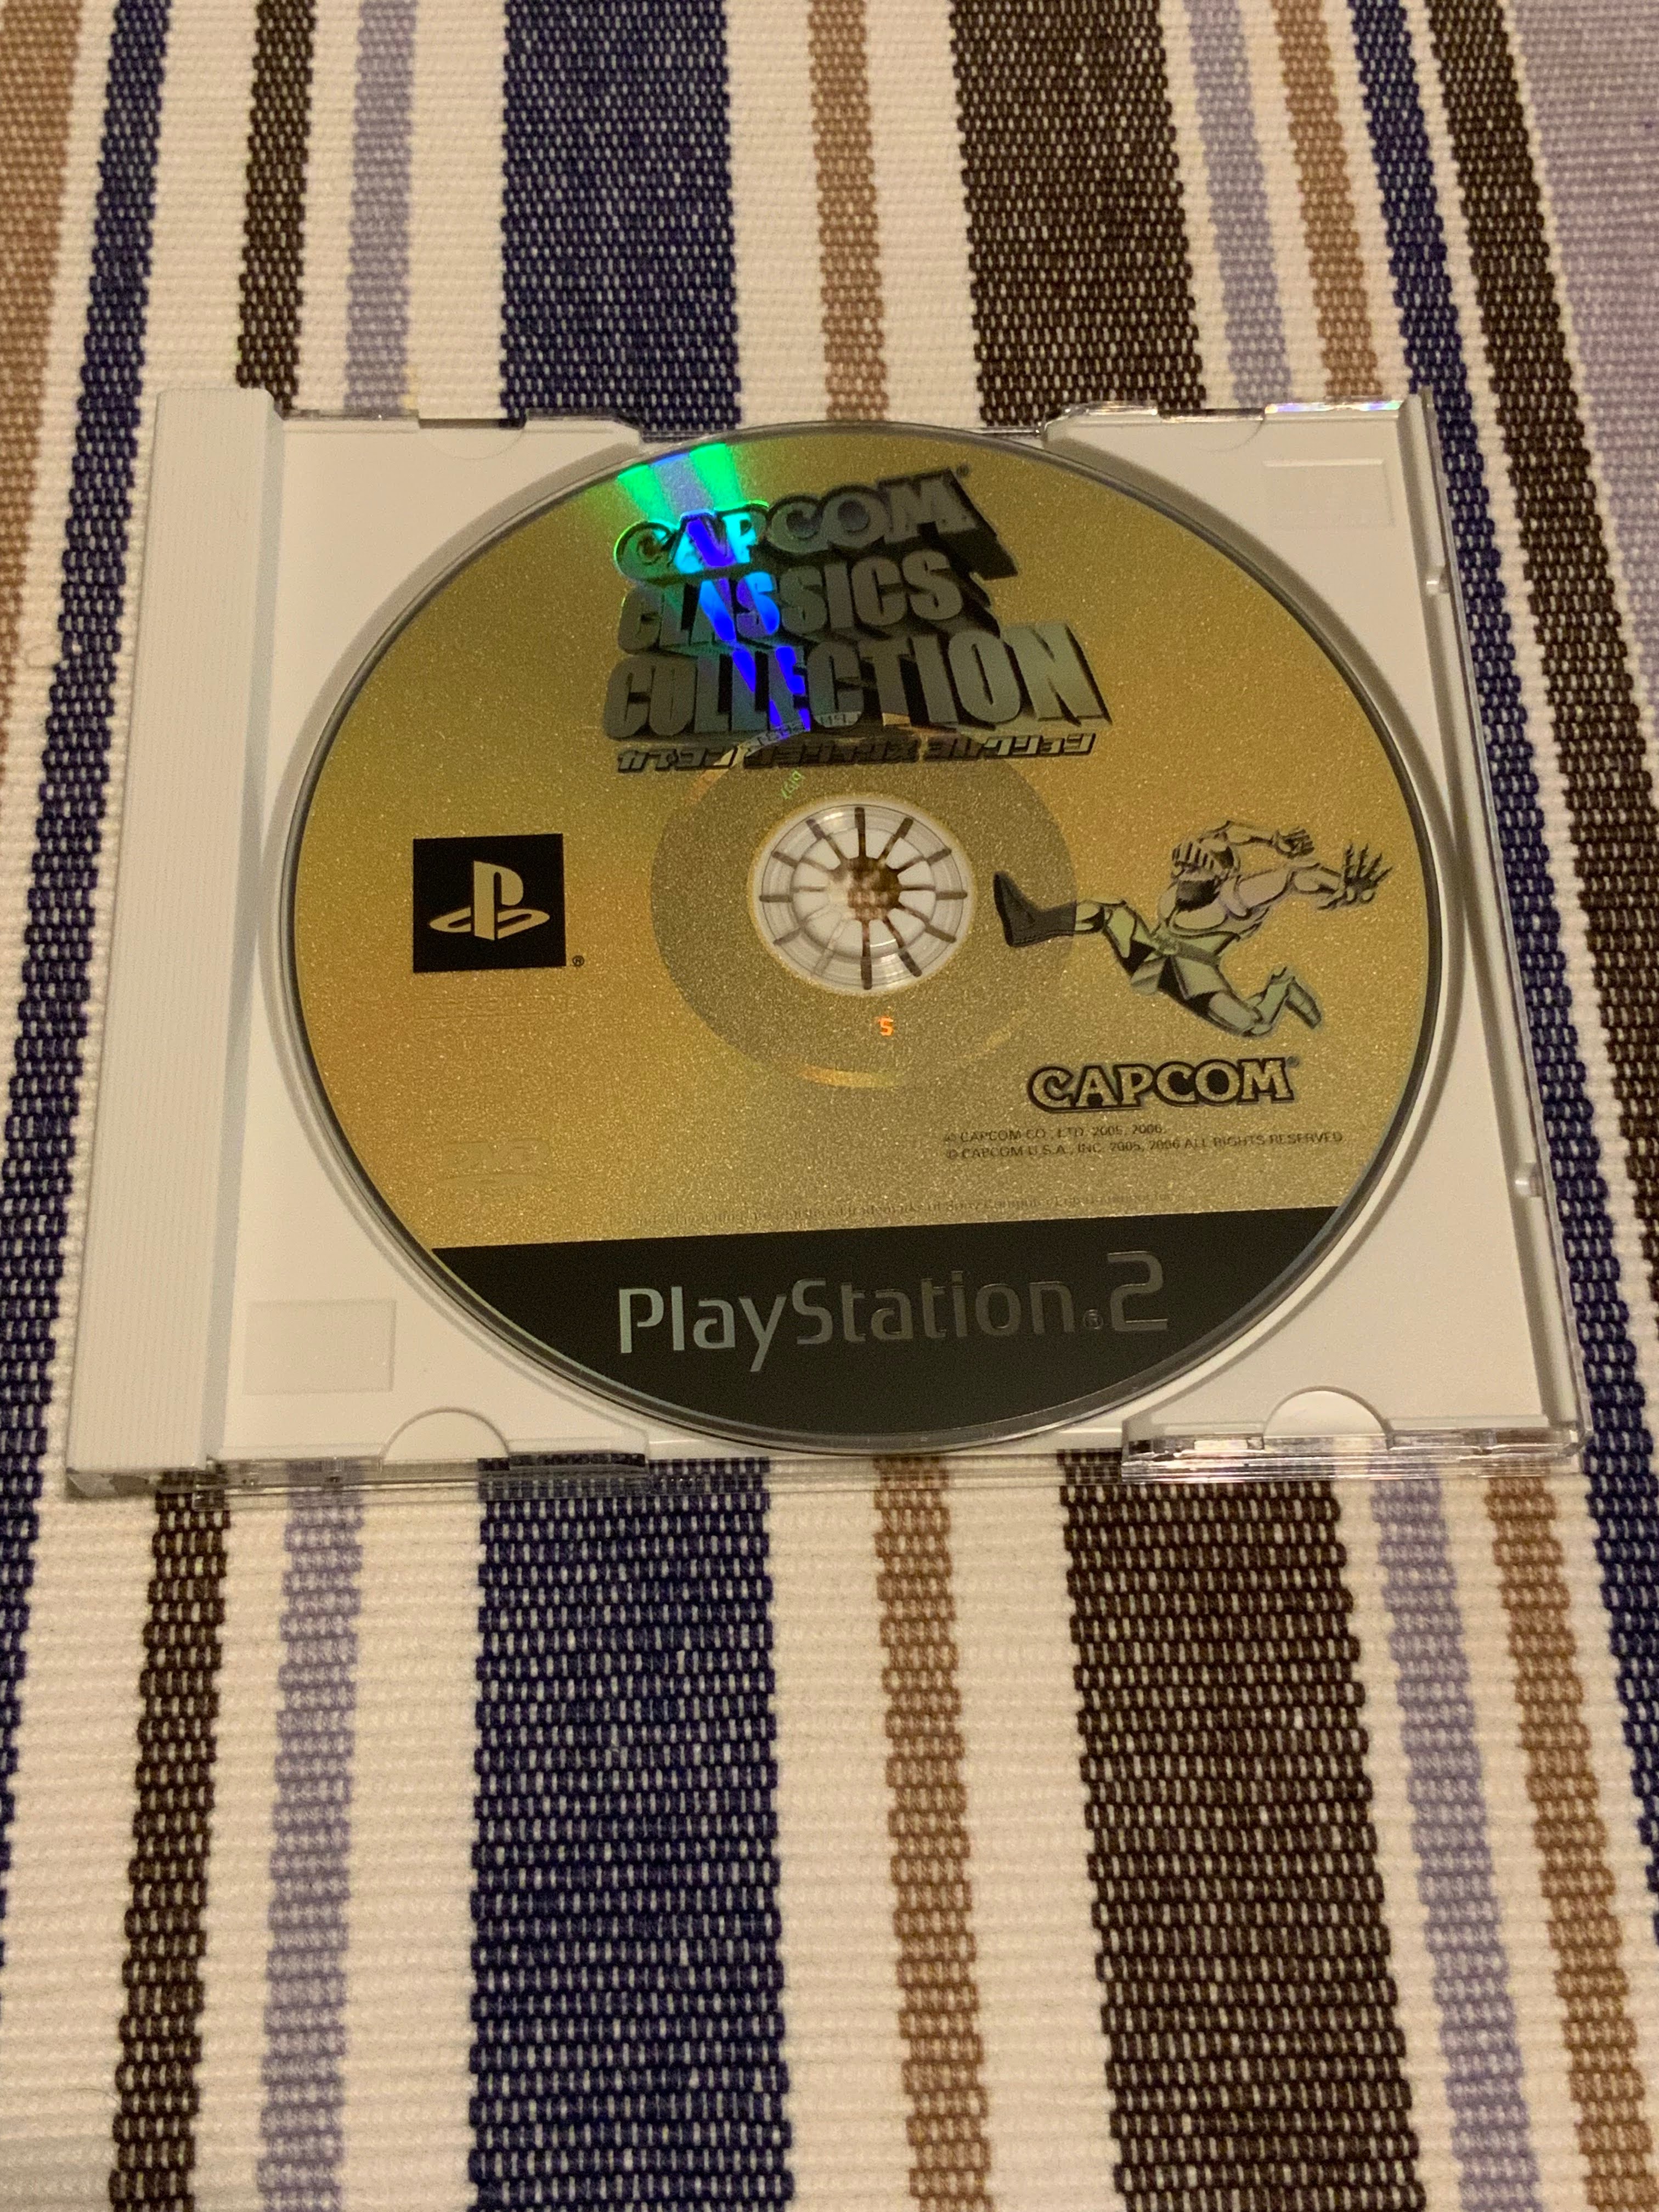 CAPCOM®
CLASSICS
COLLECTION
カプコン クラシックス コレクション
®
CAPCOM®
© CAPCOM CO., LTD. 2005, 2006,
© CAPCOM U.S.A., INC. 2005, 2006 ALL RIGHTS RESERVED.
PlayStation®2